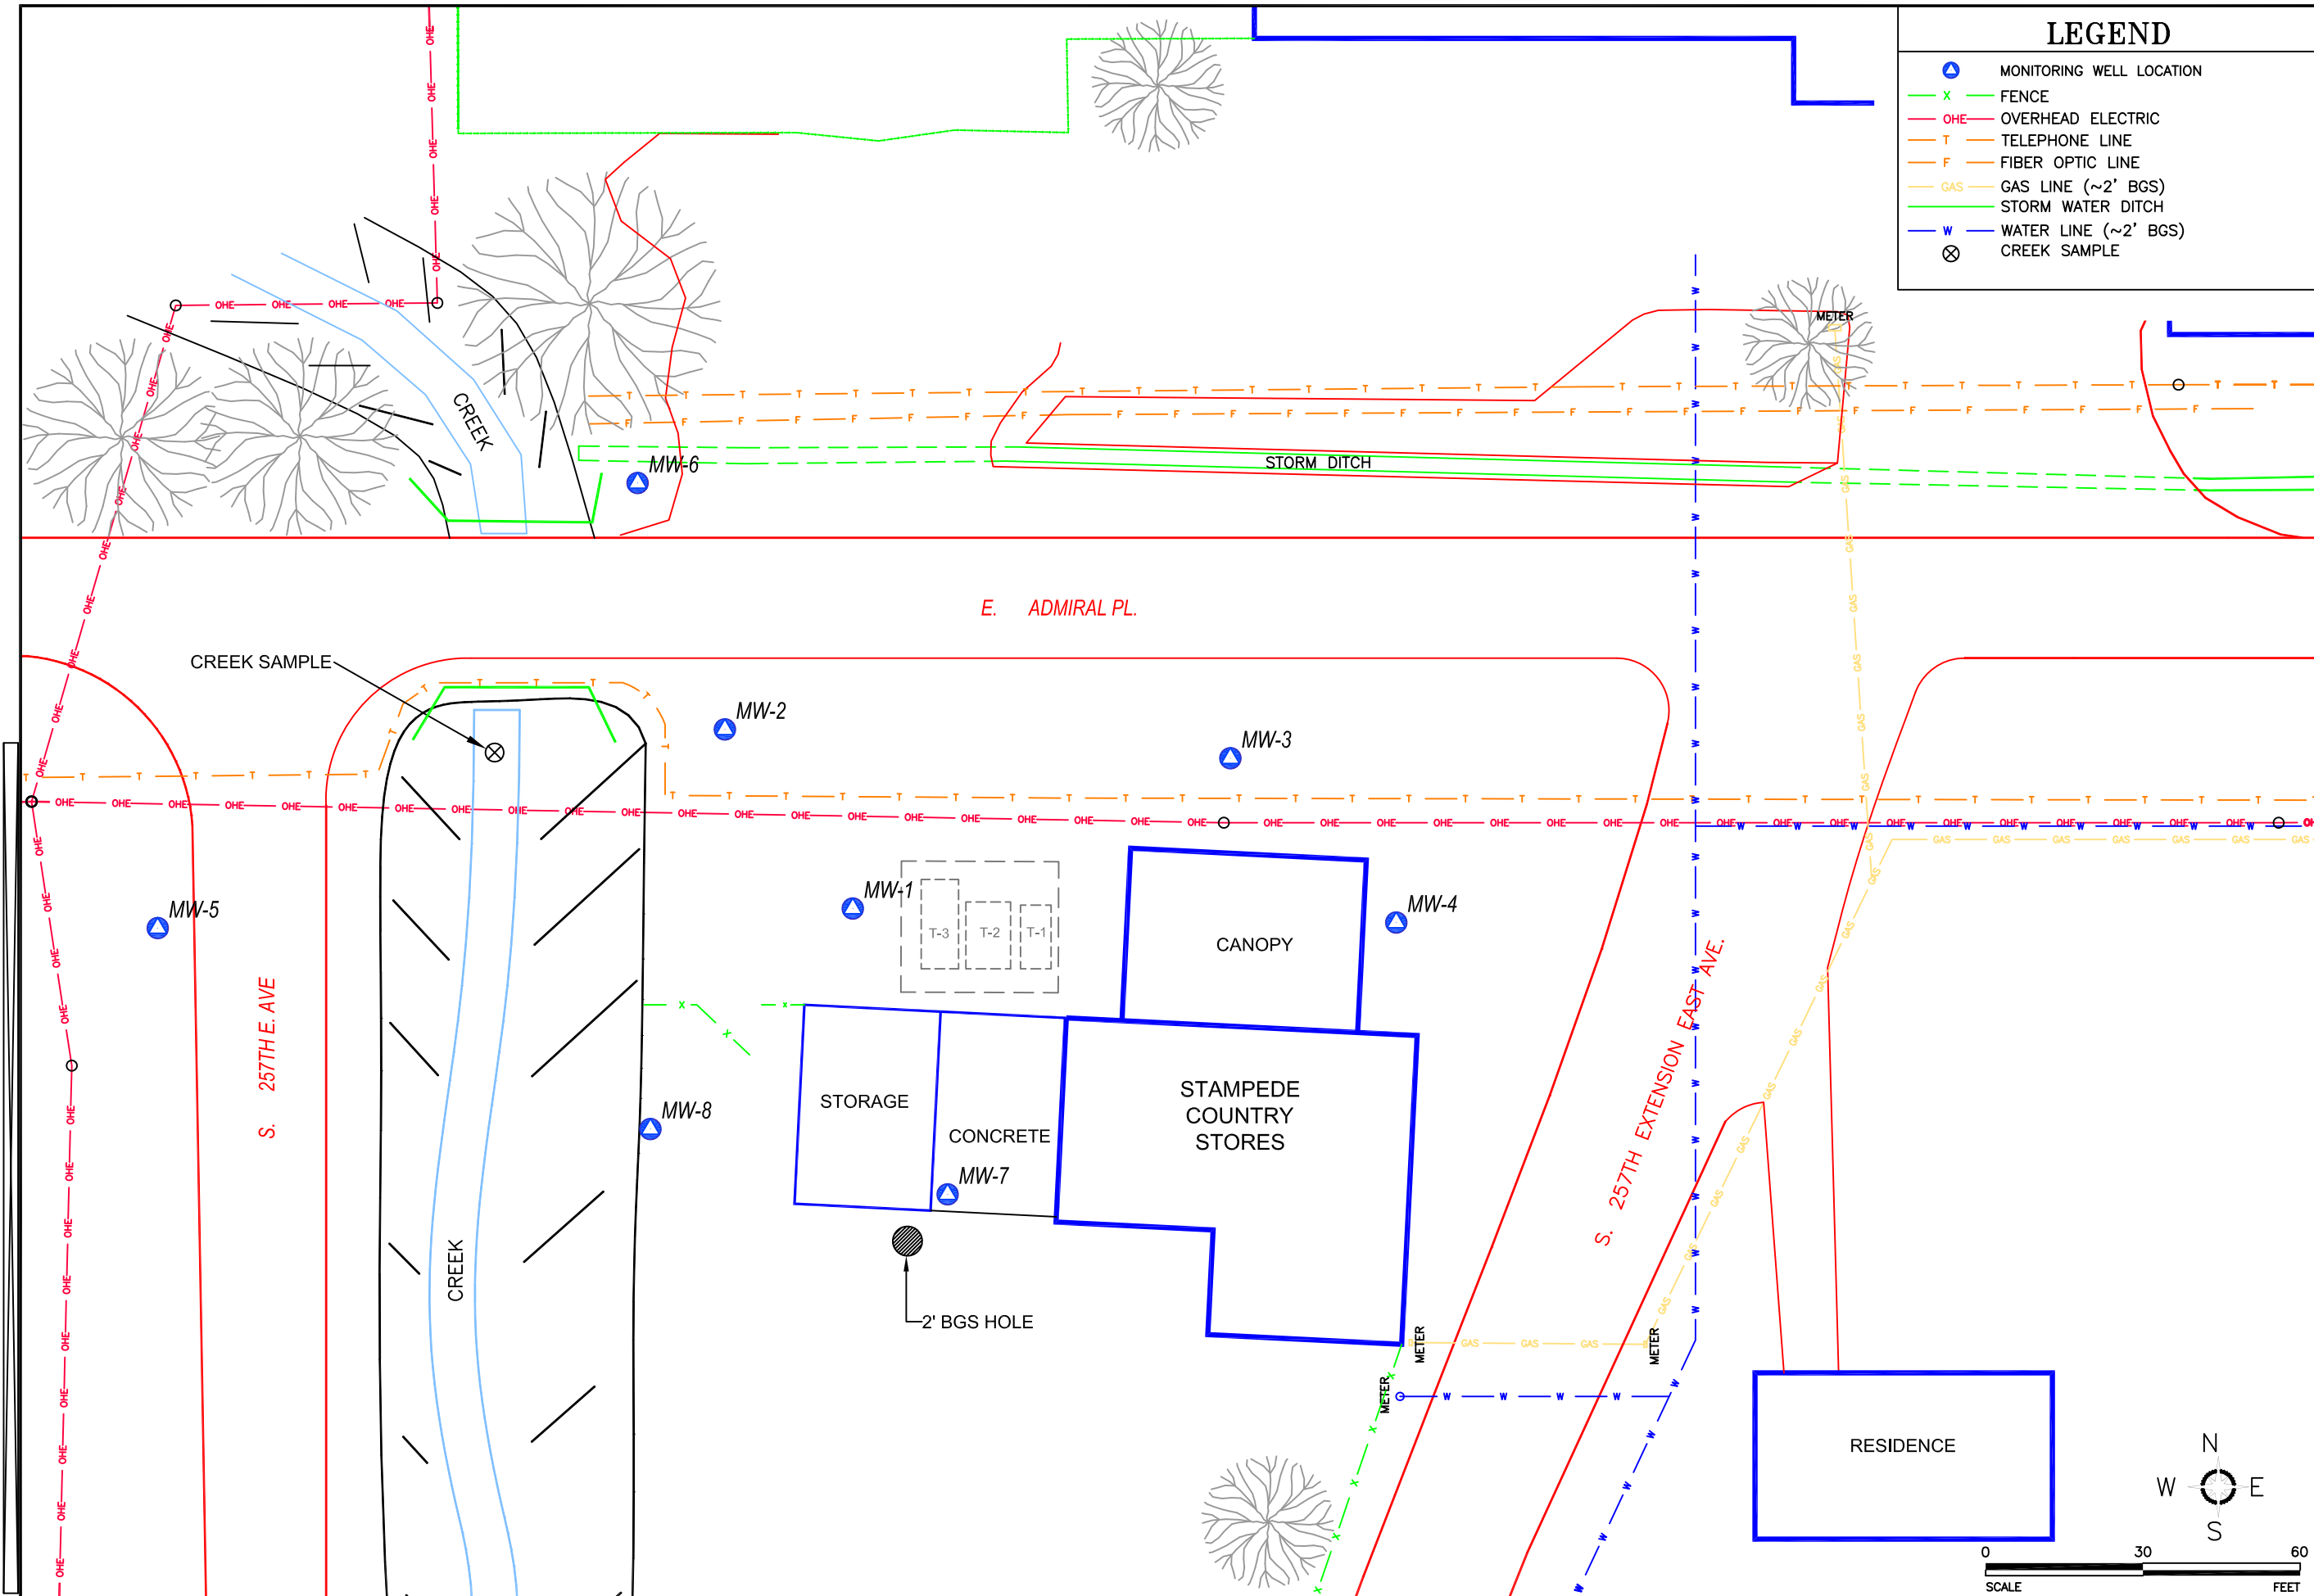 LEGEND
MONITORING WELL LOCATION
X FENCE
OHE OVERHEAD ELECTRIC
T TELEPHONE LINE
F FIBER OPTIC LINE
GAS GAS LINE (~2' BGS)
STORM WATER DITCH
W WATER LINE (~2' BGS)
CREEK SAMPLE
METER
CREEK
MW-6
STORM DITCH
E. ADMIRAL PL.
CREEK SAMPLE
MW-2
MW-3
MW-5
MW-1
T-3
T-2
T-1
MW-4
CANOPY
S. 257TH E. AVE
S. 257TH EXTENSION EAST AVE.
STORAGE
CONCRETE
STAMPEDE
COUNTRY
STORES
MW-8
MW-7
CREEK
2' BGS HOLE
METER
METER
METER
RESIDENCE
N
W E
S
0 30 60
SCALE FEET